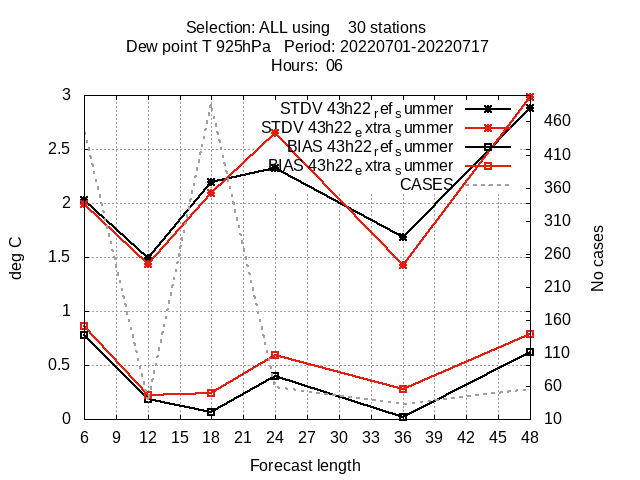 Selection: ALL using 30 stations
Dew point T 925hPa Period: 20220701-20220717
Hours: 06
STDV 43h22_ref_summer
STDV 43h22_extra_summer
BIAS 43h22_ref_summer
BIAS 43h22_extra_summer
CASES
deg C
3
2.5
2
1.5
1
0.5
0
No cases
460
410
360
310
260
210
160
110
60
10
6 9 12 15 18 21 24 27 30 33 36 39 42 45 48
Forecast length